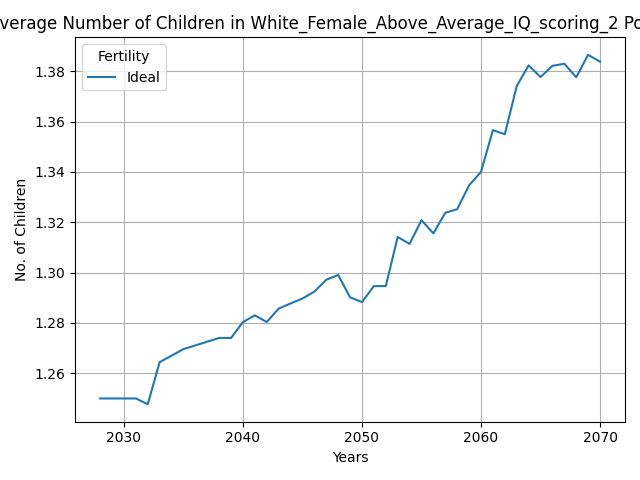 verage Number of Children in White_Female_Above_Average_IQ_scoring_2 Po
Fertility
Ideal
No. of Children
1.38
1.36
1.34
1.32
1.30
1.28
1.26
2030 2040 2050 2060 2070
Years